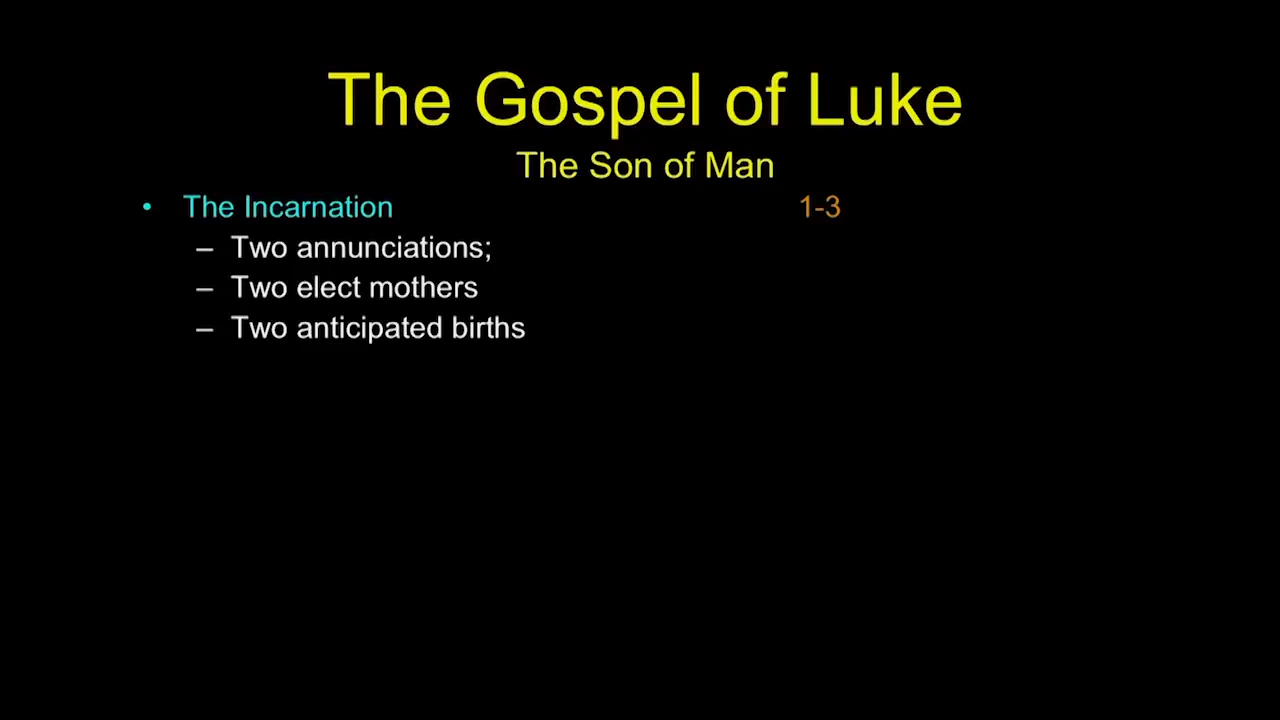 The Gospel of Luke
The Son of Man
• The Incarnation 1-3
– Two annunciations;
– Two elect mothers
– Two anticipated births